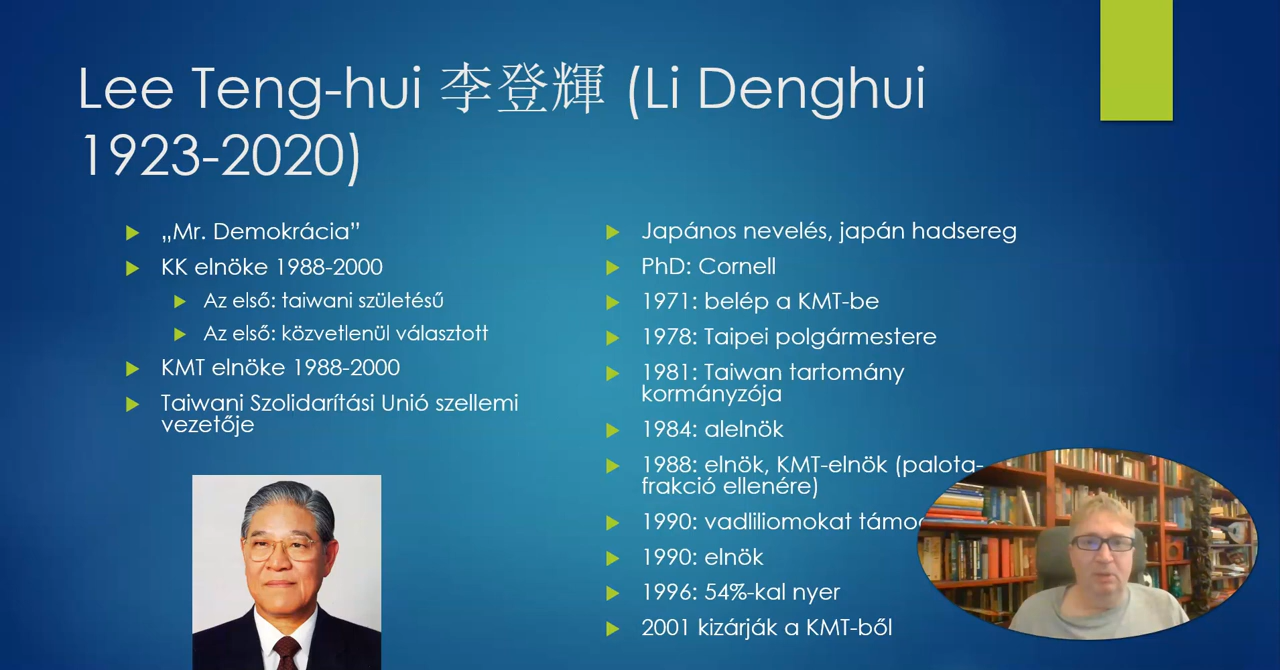 Lee Teng-hui 李登輝 (Li Denghui
1923-2020)
„Mr. Demokrácia”
KK elnöke 1988-2000
Az első: taiwani születésű
Az első: közvetlenül választott
KMT elnöke 1988-2000
Taiwani Szolidarítási Unió szellemi
vezetője
Japános nevelés, japán hadsereg
PhD: Cornell
1971: belép a KMT-be
1978: Taipei polgármestere
1981: Taiwan tartomány
kormányzója
1984: alelnök
1988: elnök, KMT-elnök (palota-
frakció ellenére)
1990: vadliliomokat
1990: elnök
1996: 54%-kal nyer
2001 kizárják a KMT-ből